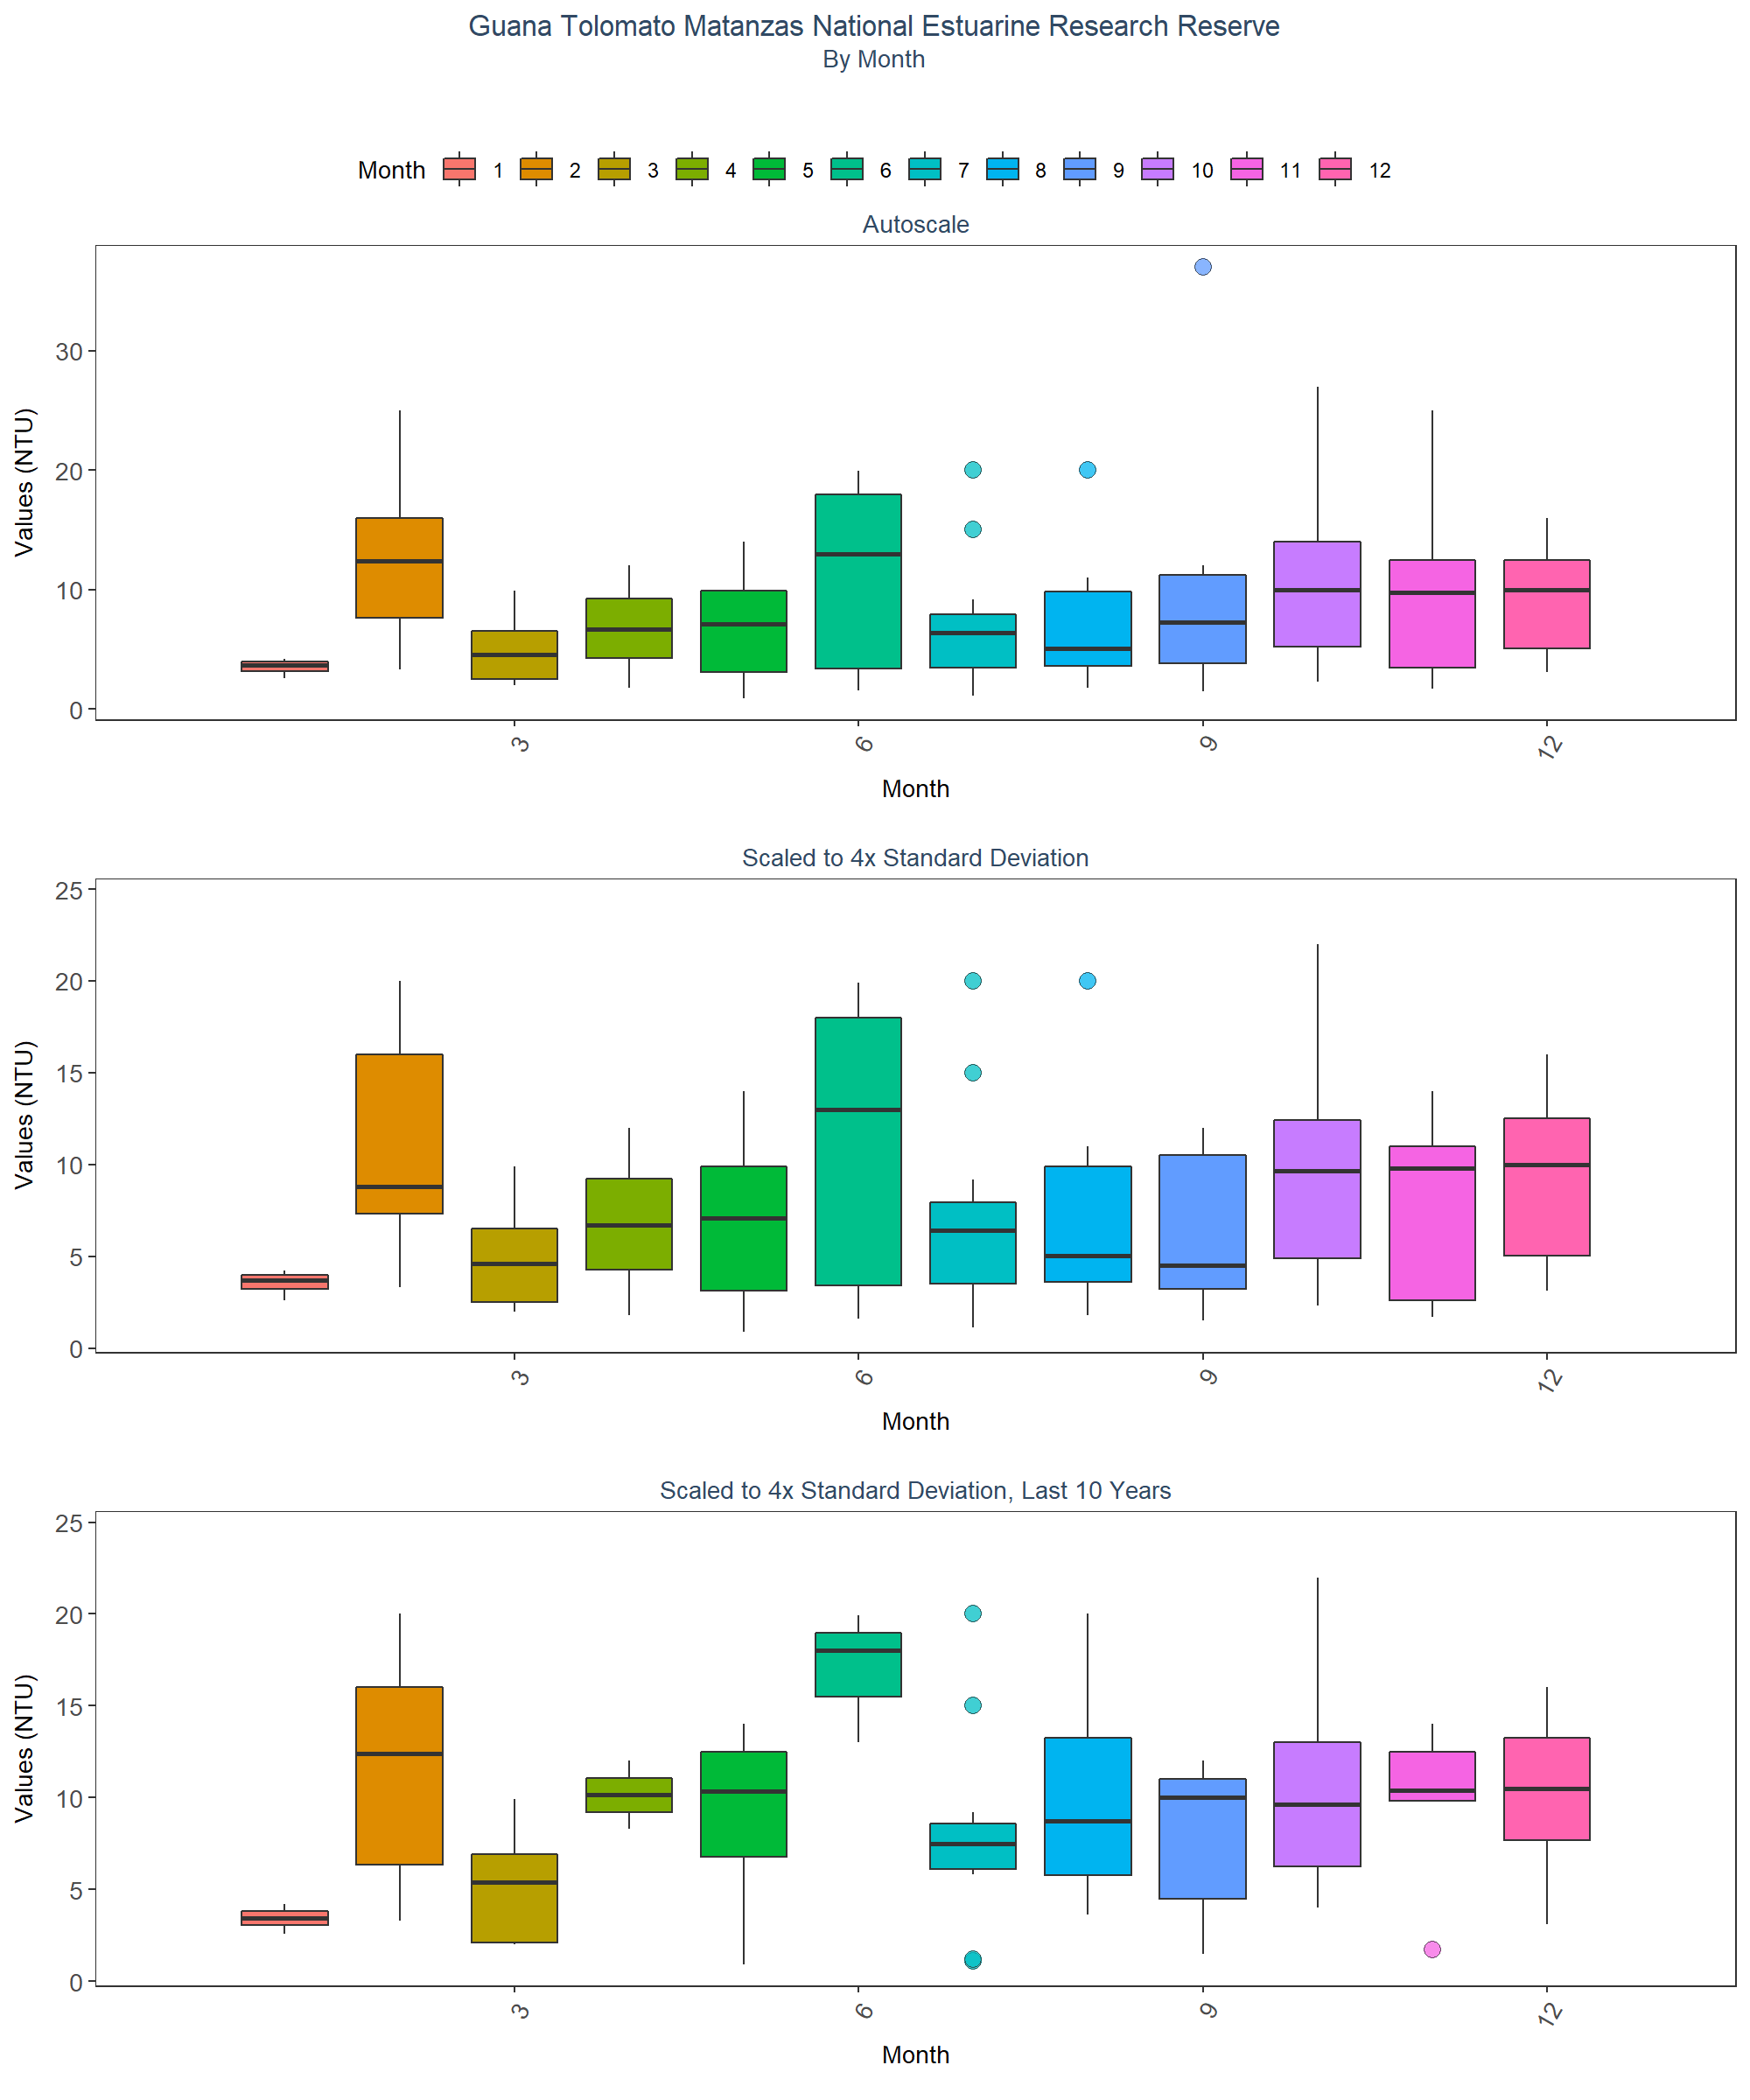 Guana Tolomato Matanzas National Estuarine Research Reserve
By Month
Month 1 2 3 4 5 6 7 8 9 10 11 12
Autoscale
Values (NTU)
30
20
10
0
3 6 9 12
Month
Scaled to 4x Standard Deviation
Values (NTU)
25
20
15
10
5
0
3 6 9 12
Month
Scaled to 4x Standard Deviation, Last 10 Years
Values (NTU)
25
20
15
10
5
0
3 6 9 12
Month